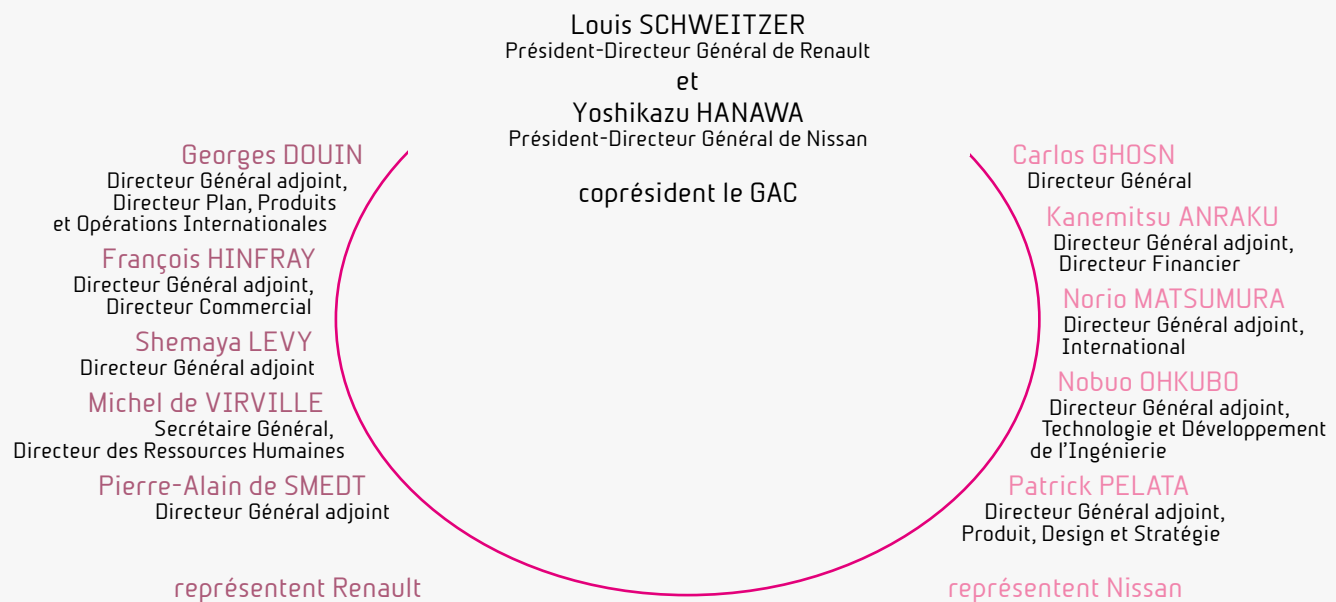 Louis SCHWEITZER
Président-Directeur Général de Renault
et
Yoshikazu HANAWA
Président-Directeur Général de Nissan
coprésident le GAC
Georges DOUIN
Directeur Général adjoint,
Directeur Plan, Produits
et Opérations Internationales
François HINFRAY
Directeur Général adjoint,
Directeur Commercial
Shemaya LEVY
Directeur Général adjoint
Michel de VIRVILLE
Secrétaire Général,
Directeur des Ressources Humaines
Pierre-Alain de SMEDT
Directeur Général adjoint
représentent Renault
Carlos GHOSN
Directeur Général
Kanemitsu ANRAKU
Directeur Général adjoint,
Directeur Financier
Norio MATSUMURA
Directeur Général adjoint,
International
Nobuo OHKUBO
Directeur Général adjoint,
Technologie et Développement
de l'Ingénierie
Patrick PELATA
Directeur Général adjoint,
Produit, Design et Stratégie
représentent Nissan